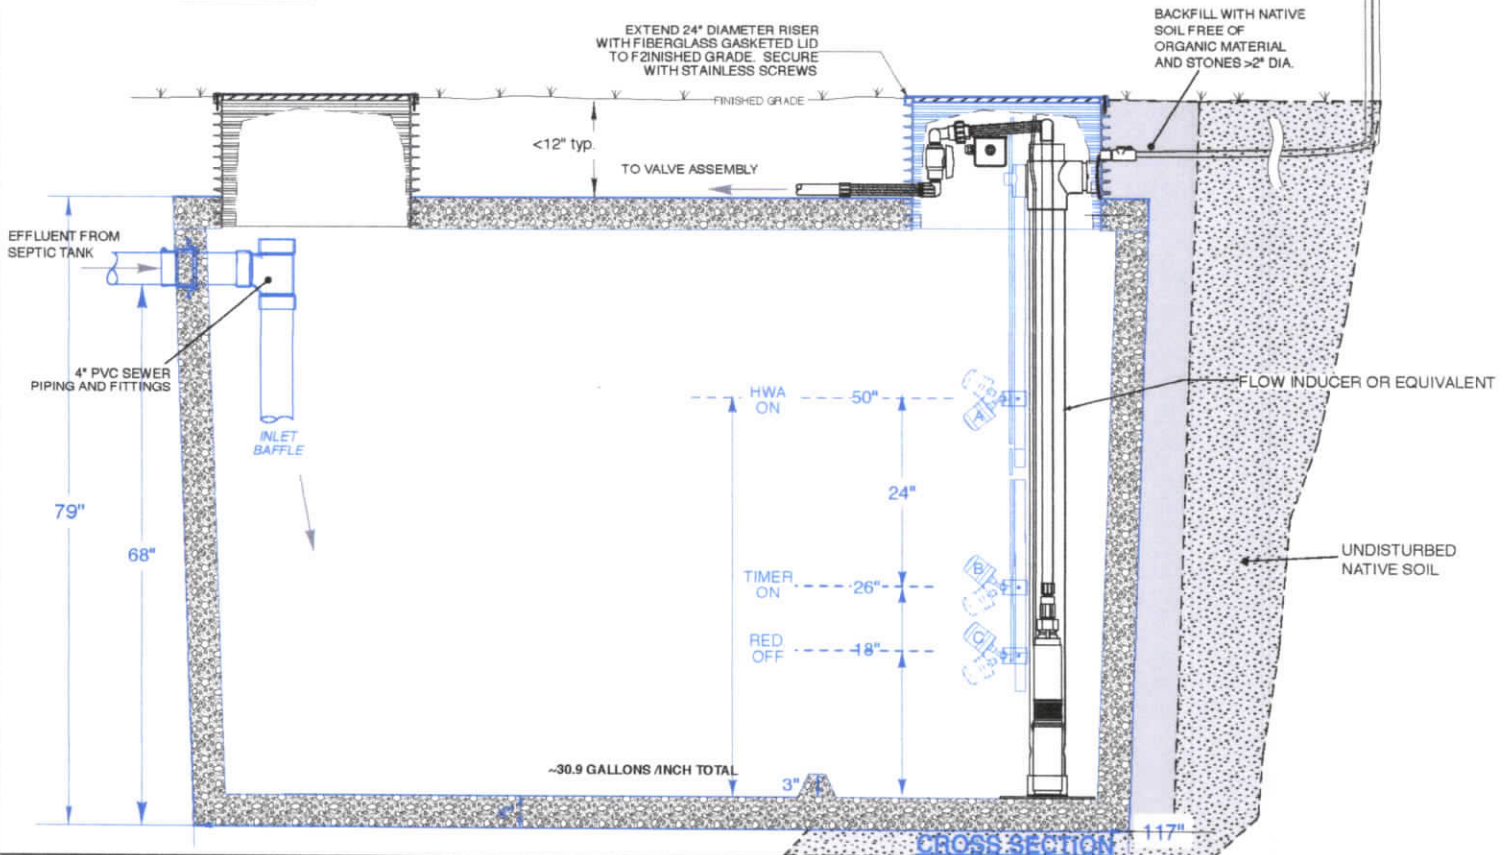 EXTEND 24" DIAMETER RISER
WITH FIBERGLASS GASKETED LID
TO F2INISHED GRADE. SECURE
WITH STAINLESS SCREWS
BACKFILL WITH NATIVE
SOIL FREE OF
ORGANIC MATERIAL
AND STONES >2" DIA.
FINISHED GRADE
<12" typ.
TO VALVE ASSEMBLY
EFFLUENT FROM
SEPTIC TANK
4" PVC SEWER
PIPING AND FITTINGS
INLET
BAFFLE
HWA
ON
50"
A
FLOW INDUCER OR EQUIVALENT
24"
79"
68"
TIMER
ON
26"
B
UNDISTURBED
NATIVE SOIL
RED
OFF
18"
C
~30.9 GALLONS /INCH TOTAL
3"
CROSS SECTION
117"